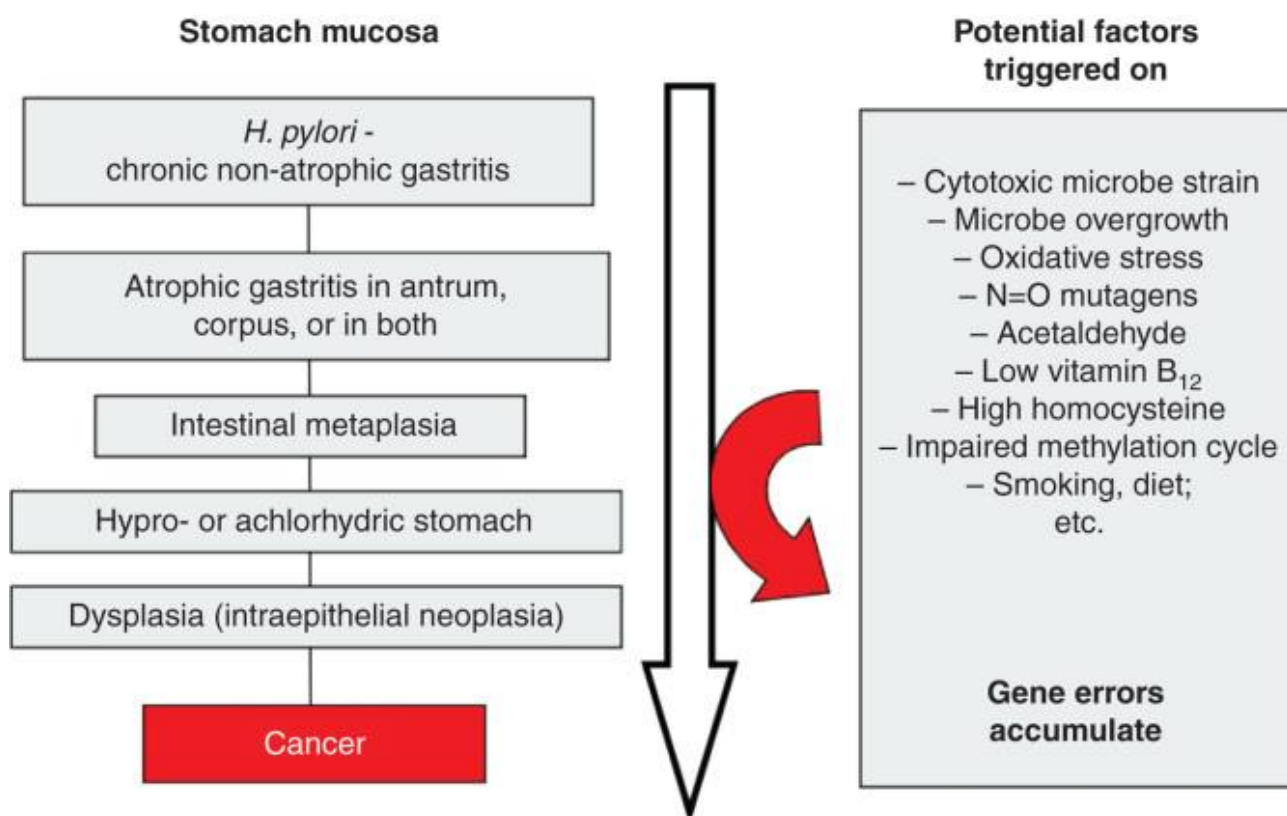 Stomach mucosa
H. pylori -
chronic non-atrophic gastritis
Atrophic gastritis in antrum,
corpus, or in both
Intestinal metaplasia
Hypro- or achlorhydric stomach
Dysplasia (intraepithelial neoplasia)
Cancer
Potential factors
triggered on
– Cytotoxic microbe strain
– Microbe overgrowth
– Oxidative stress
– N=O mutagens
– Acetaldehyde
– Low vitamin B₁₂
– High homocysteine
– Impaired methylation cycle
– Smoking, diet;
etc.
Gene errors
accumulate